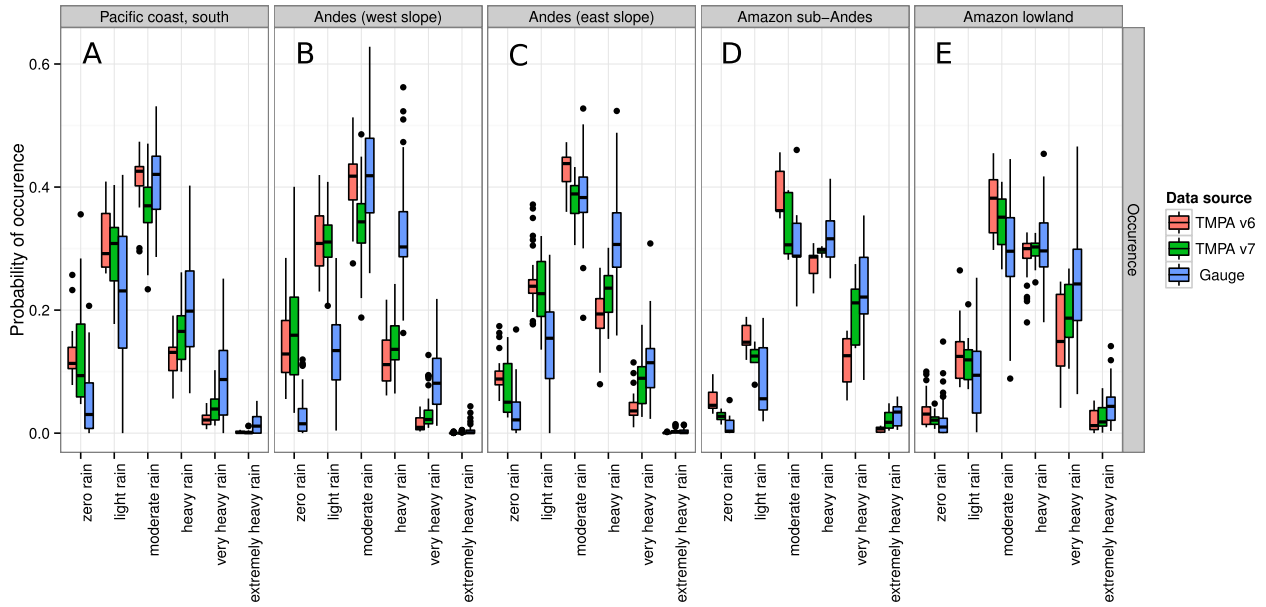 Pacific coast, south
Andes (west slope)
Andes (east slope)
Amazon sub−Andes
Amazon lowland
A
B
C
D
E
Probability of occurence
0.6
0.4
0.2
0.0
Occurence
Data source
TMPA v6
TMPA v7
Gauge
zero rain
light rain
moderate rain
heavy rain
very heavy rain
extremely heavy rain
zero rain
light rain
moderate rain
heavy rain
very heavy rain
extremely heavy rain
zero rain
light rain
moderate rain
heavy rain
very heavy rain
extremely heavy rain
zero rain
light rain
moderate rain
heavy rain
very heavy rain
extremely heavy rain
zero rain
light rain
moderate rain
heavy rain
very heavy rain
extremely heavy rain